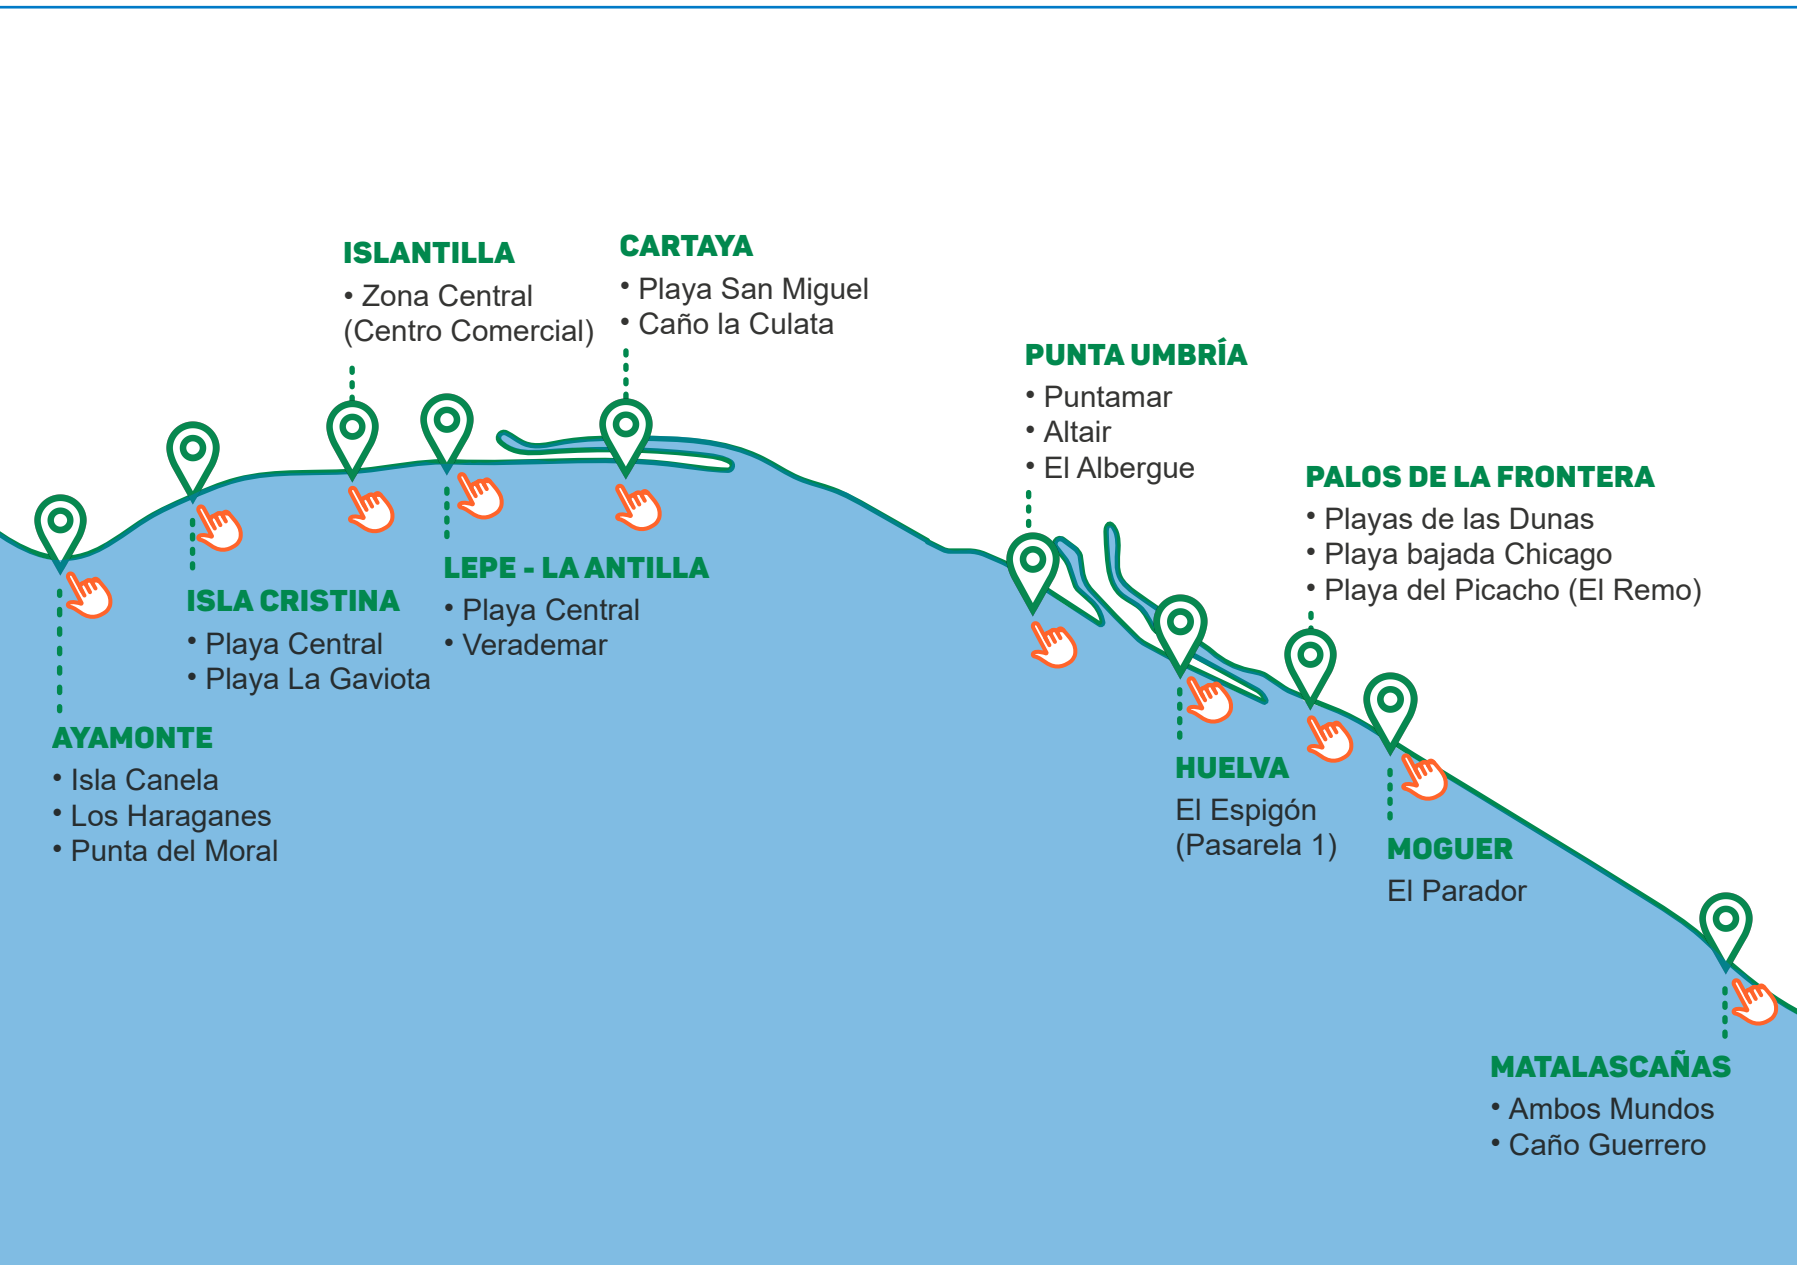 ISLANTILLA
• Zona Central
(Centro Comercial)
CARTAYA
• Playa San Miguel
• Caño la Culata
PUNTA UMBRÍA
• Puntamar
• Altair
• El Albergue
PALOS DE LA FRONTERA
• Playas de las Dunas
• Playa bajada Chicago
• Playa del Picacho (El Remo)
LEPE - LA ANTILLA
• Playa Central
• Verademar
ISLA CRISTINA
• Playa Central
• Playa La Gaviota
AYAMONTE
• Isla Canela
• Los Haraganes
• Punta del Moral
HUELVA
El Espigón
(Pasarela 1)
MOGUER
El Parador
MATALASCAÑAS
• Ambos Mundos
• Caño Guerrero